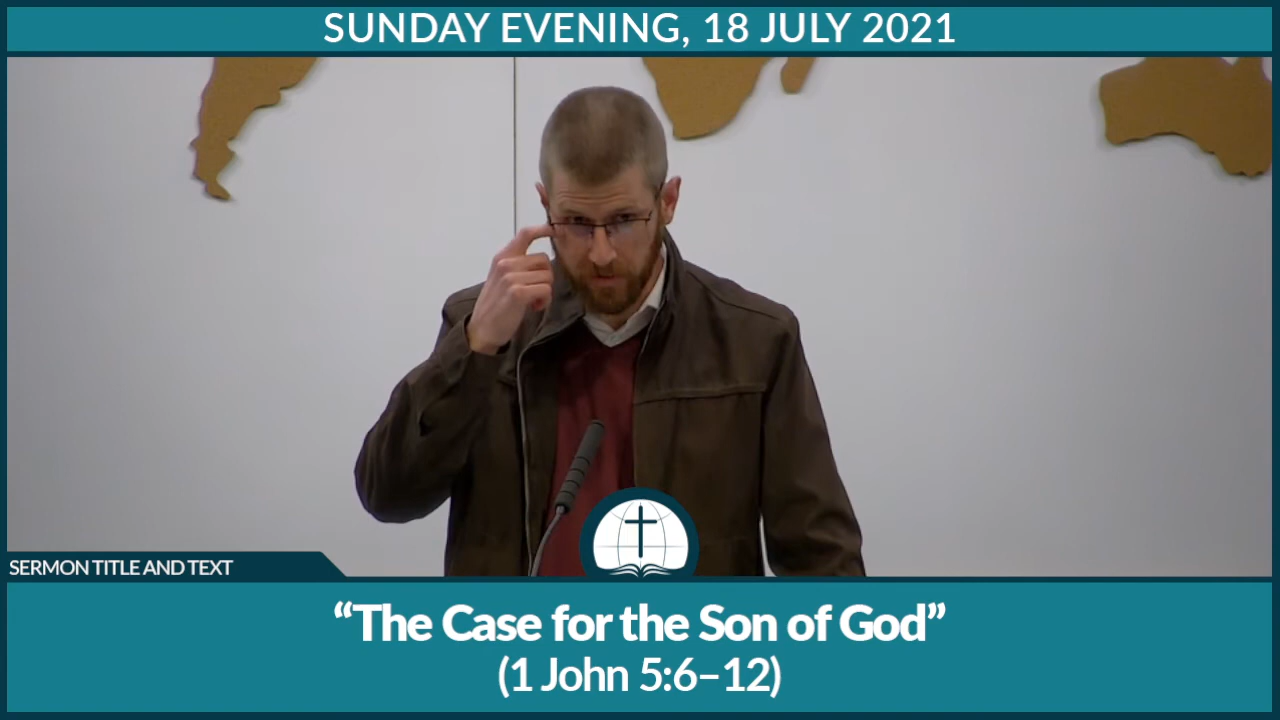 SUNDAY EVENING, 18 JULY 2021
SERMON TITLE AND TEXT
“The Case for the Son of God”
(1 John 5:6–12)